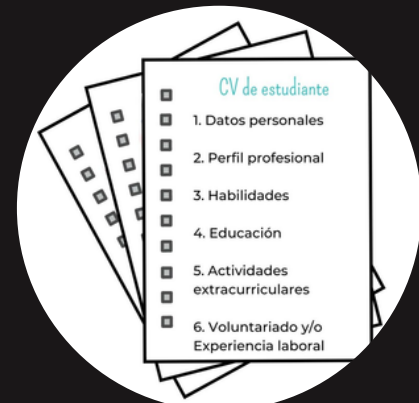 CV de estudiante
1. Datos personales
2. Perfil profesional
3. Habilidades
4. Educación
5. Actividades
extracurriculares
6. Voluntariado y/o
Experiencia laboral